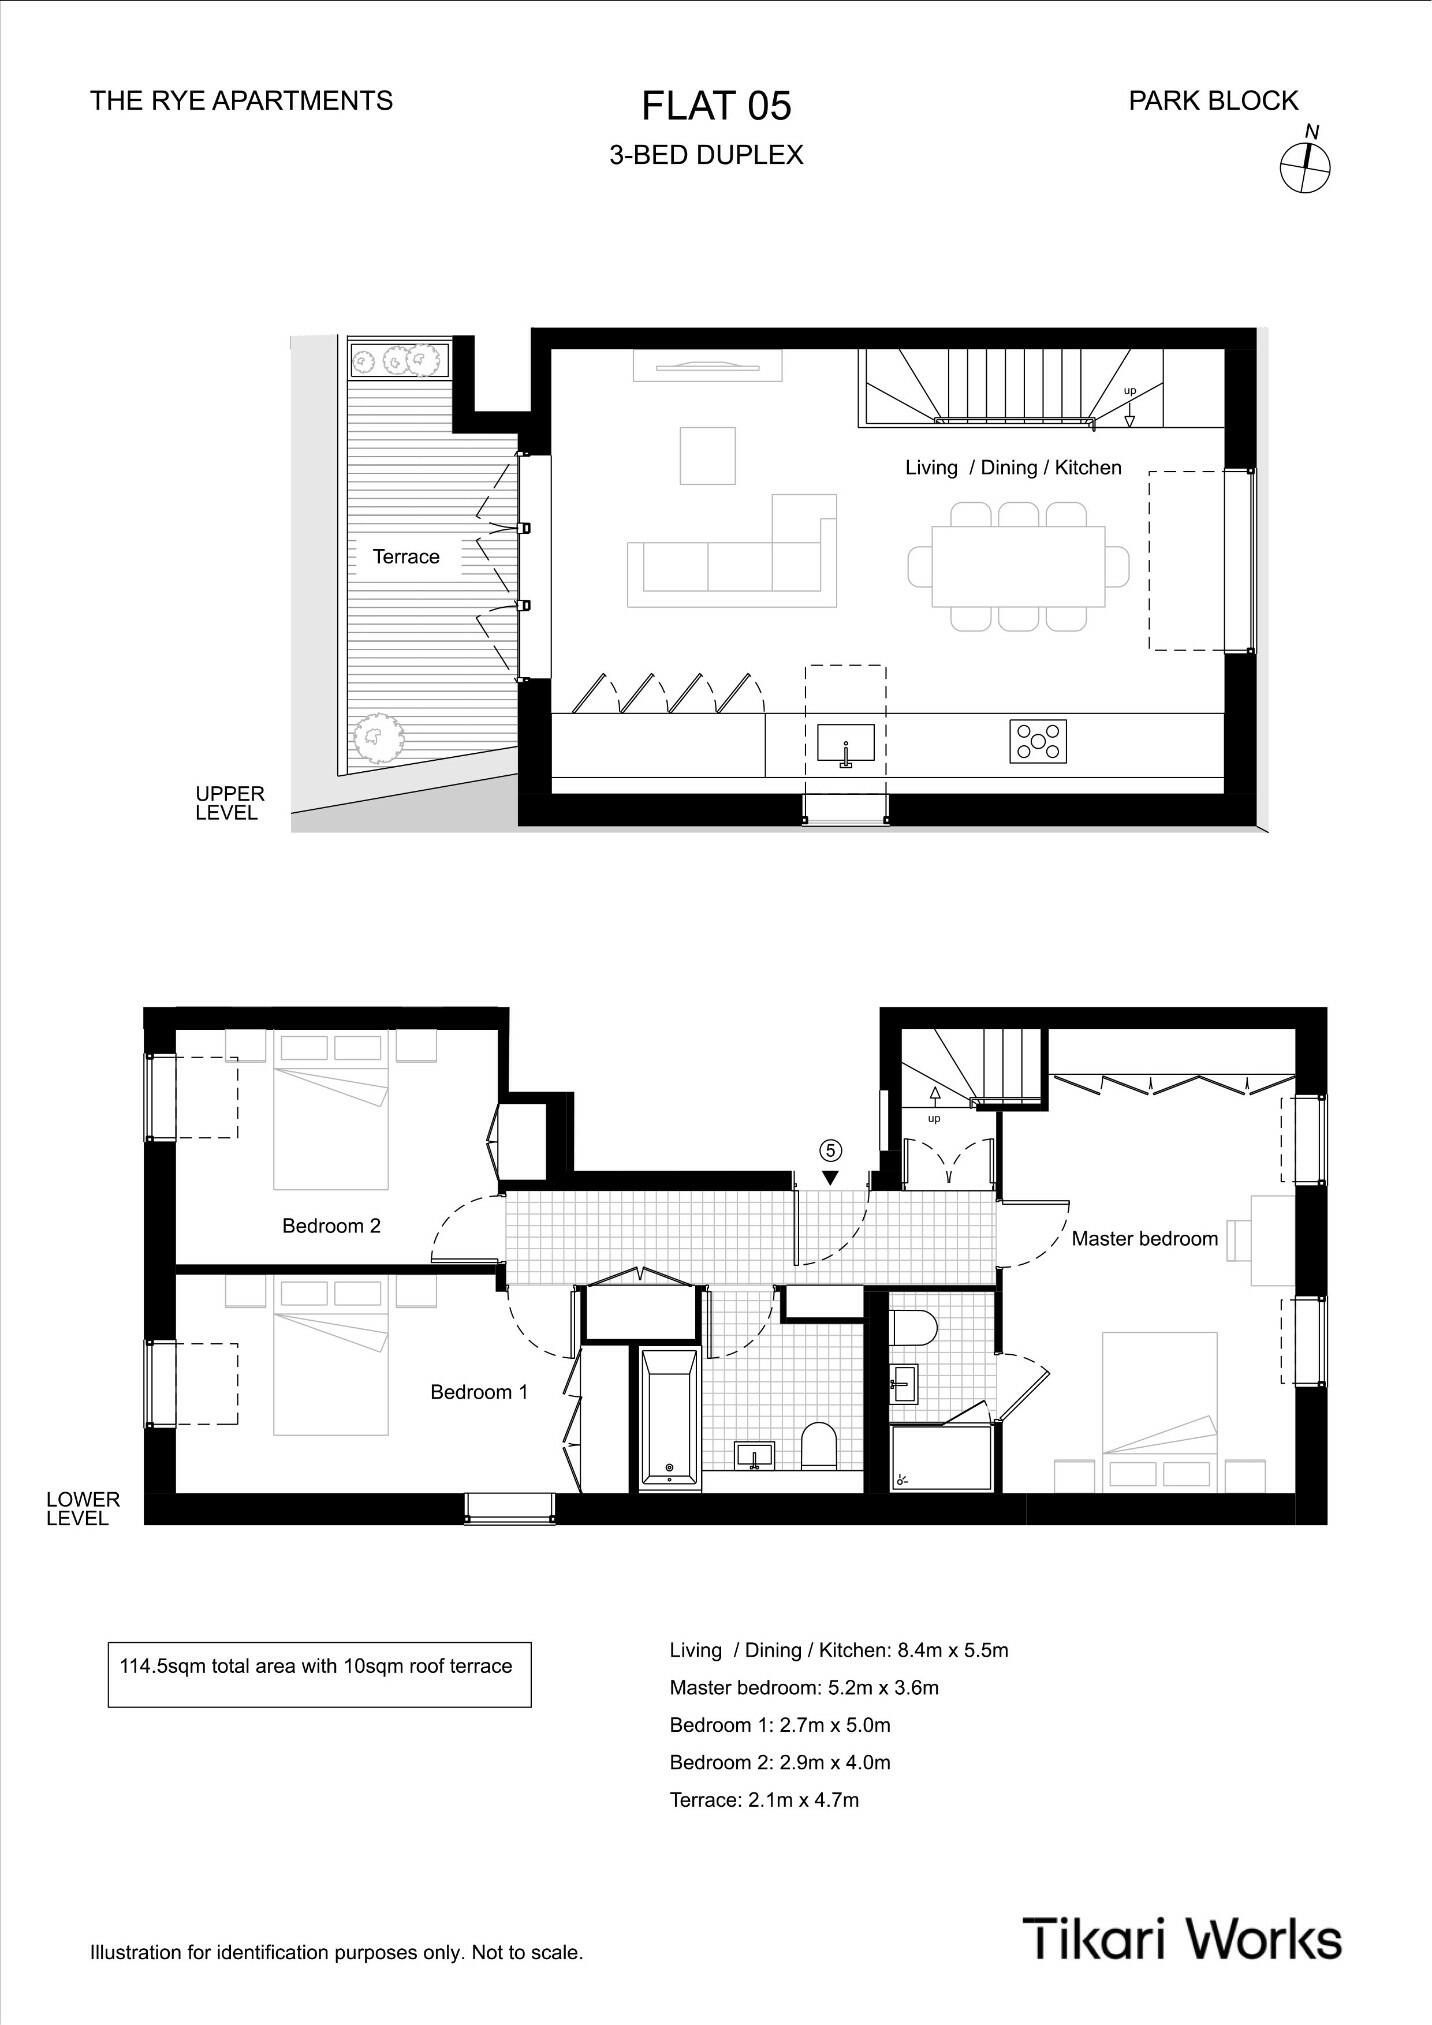 THE RYE APARTMENTS
FLAT 05
PARK BLOCK
3-BED DUPLEX
N
up
Living / Dining / Kitchen
Terrace
UPPER
LEVEL
5
up
Bedroom 2
Master bedroom
Bedroom 1
LOWER
LEVEL
114.5sqm total area with 10sqm roof terrace
Living / Dining / Kitchen: 8.4m x 5.5m
Master bedroom: 5.2m x 3.6m
Bedroom 1: 2.7m x 5.0m
Bedroom 2: 2.9m x 4.0m
Terrace: 2.1m x 4.7m
Illustration for identification purposes only. Not to scale.
Tikari Works